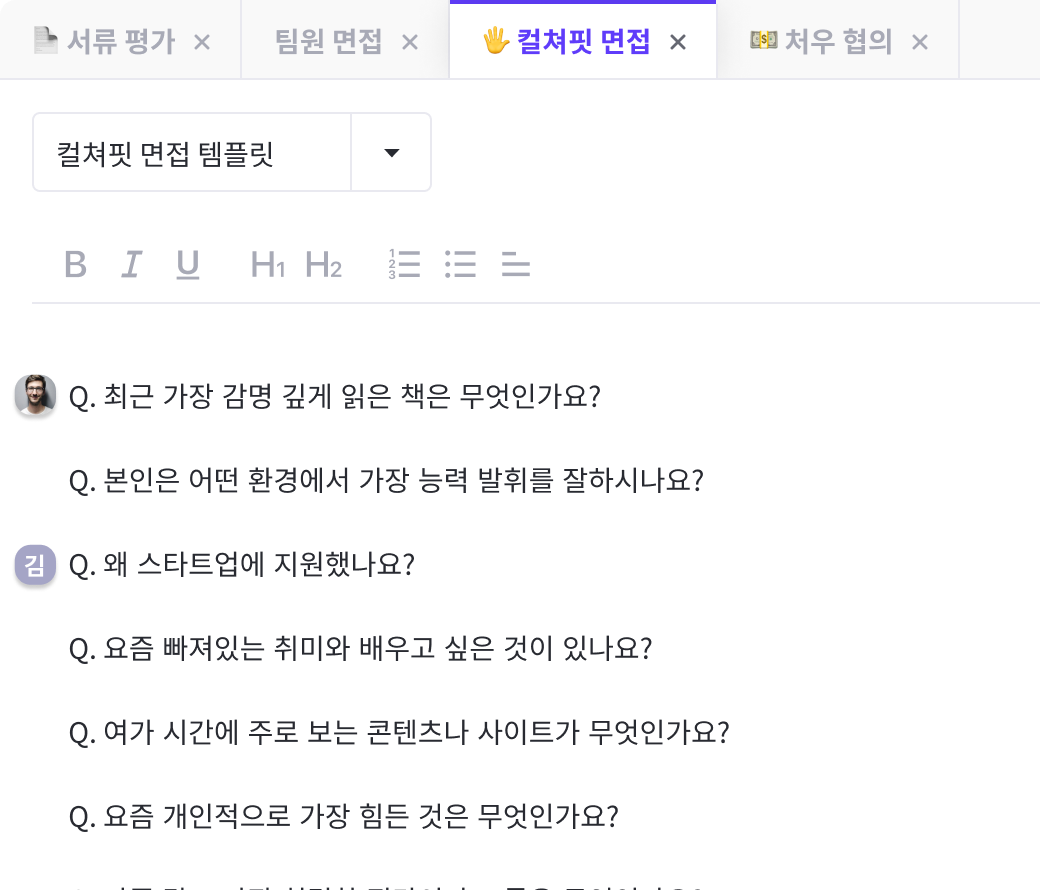 서류 평가 ×
팀원 면접 ×
컬쳐핏 면접 ×
처우 협의 ×
컬쳐핏 면접 템플릿
B I U H1 H2
Q. 최근 가장 감명 깊게 읽은 책은 무엇인가요?
Q. 본인은 어떤 환경에서 가장 능력 발휘를 잘하시나요?
김
Q. 왜 스타트업에 지원했나요?
Q. 요즘 빠져있는 취미와 배우고 싶은 것이 있나요?
Q. 여가 시간에 주로 보는 콘텐츠나 사이트가 무엇인가요?
Q. 요즘 개인적으로 가장 힘든 것은 무엇인가요?